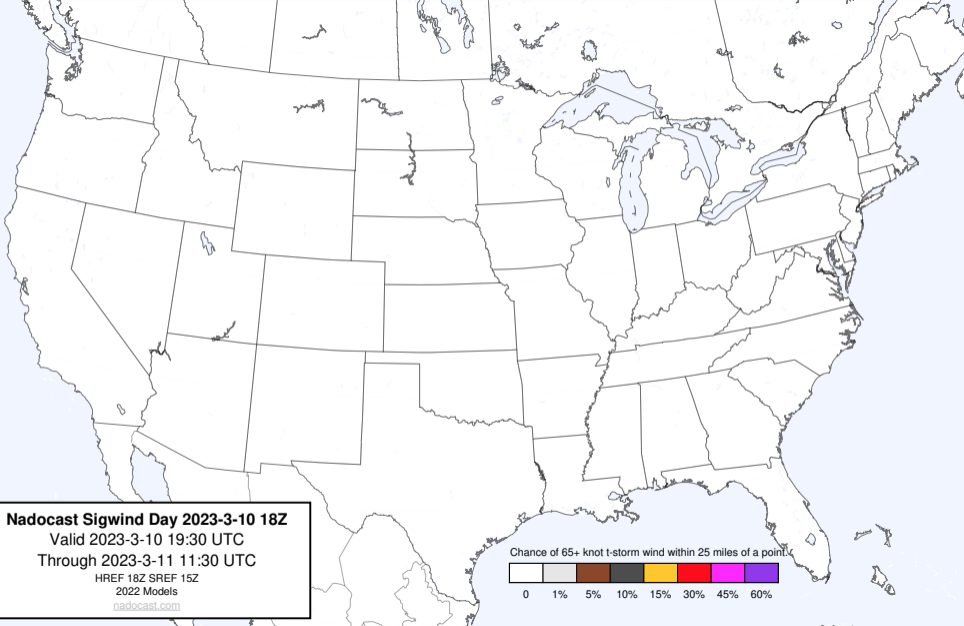 Nadocast Sigwind Day 2023-3-10 18Z
Valid 2023-3-10 19:30 UTC
Through 2023-3-11 11:30 UTC
HREF 18Z SREF 15Z
2022 Models
nadocast.com
Chance of 65+ knot t-storm wind within 25 miles of a point.
0 1% 5% 10% 15% 30% 45% 60%